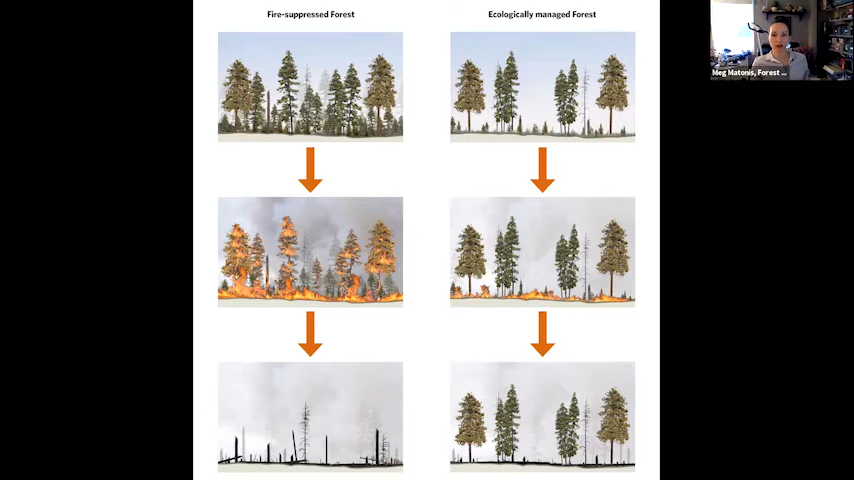 Fire-suppressed Forest
Ecologically managed Forest
Meg Matonis, Forest ...